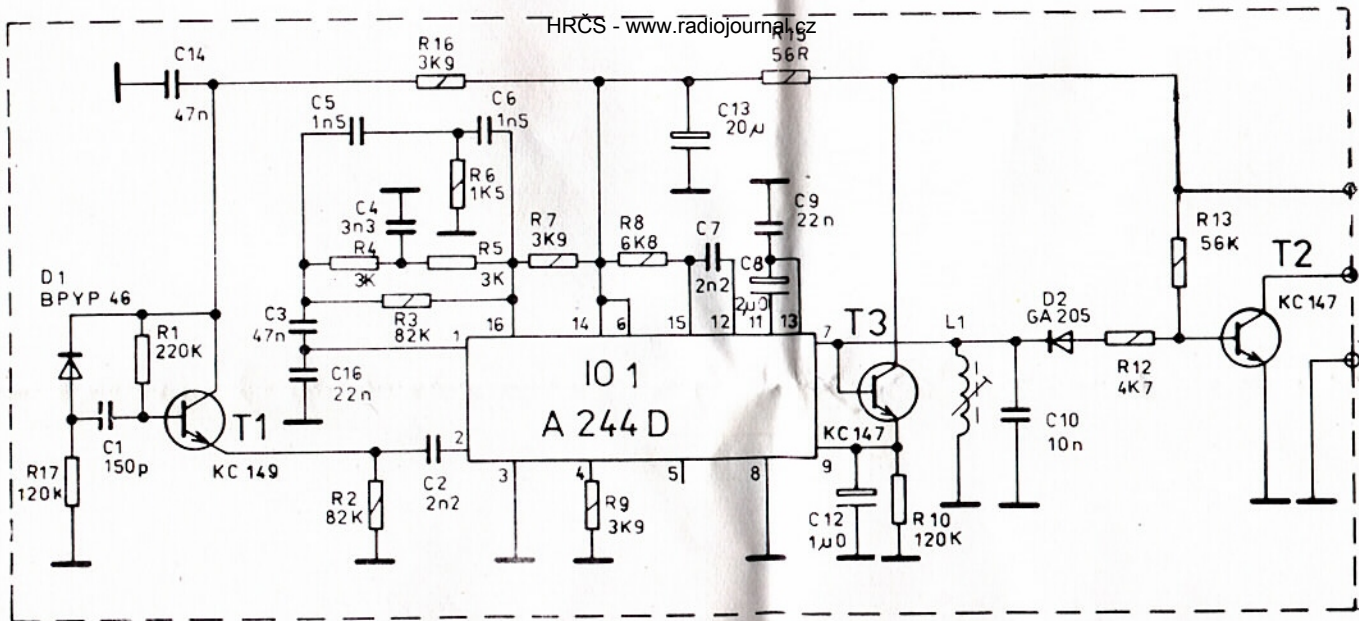 HRČS - www.radiojournal.cz
C14
47n
R16
3K9
R15
56R
C5
1n5
C6
1n5
R6
1K5
C4
3n3
R4
3K
R5
3K
R3
82K
C3
47n
C16
22n
R7
3K9
R8
6K8
C7
2n2
C13
20µ
C9
22n
C8
2µ0
D1
BPYP 46
R1
220K
C1
150p
R17
120K
T1
KC 149
R2
82K
C2
2n2
1
16
14
6
15
12
11
13
7
IO 1
A 244 D
2
3
4
5
8
9
R9
3K9
T3
KC147
C12
1µ0
R10
120K
L1
C10
10n
D2
GA 205
R12
4K7
R13
56K
T2
KC 147